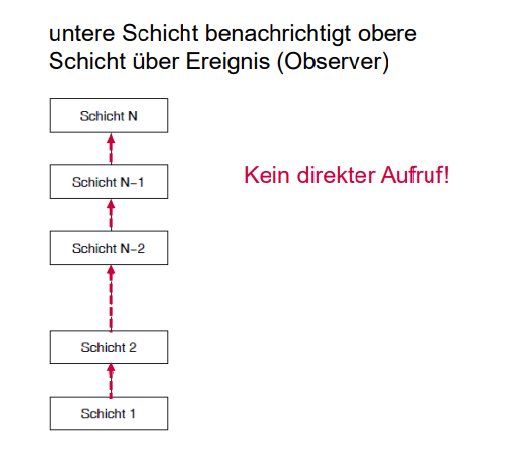 untere Schicht benachrichtigt obere
Schicht über Ereignis (Observer)
Schicht N
Kein direkter Aufruf!
Schicht N–1
Schicht N–2
Schicht 2
Schicht 1